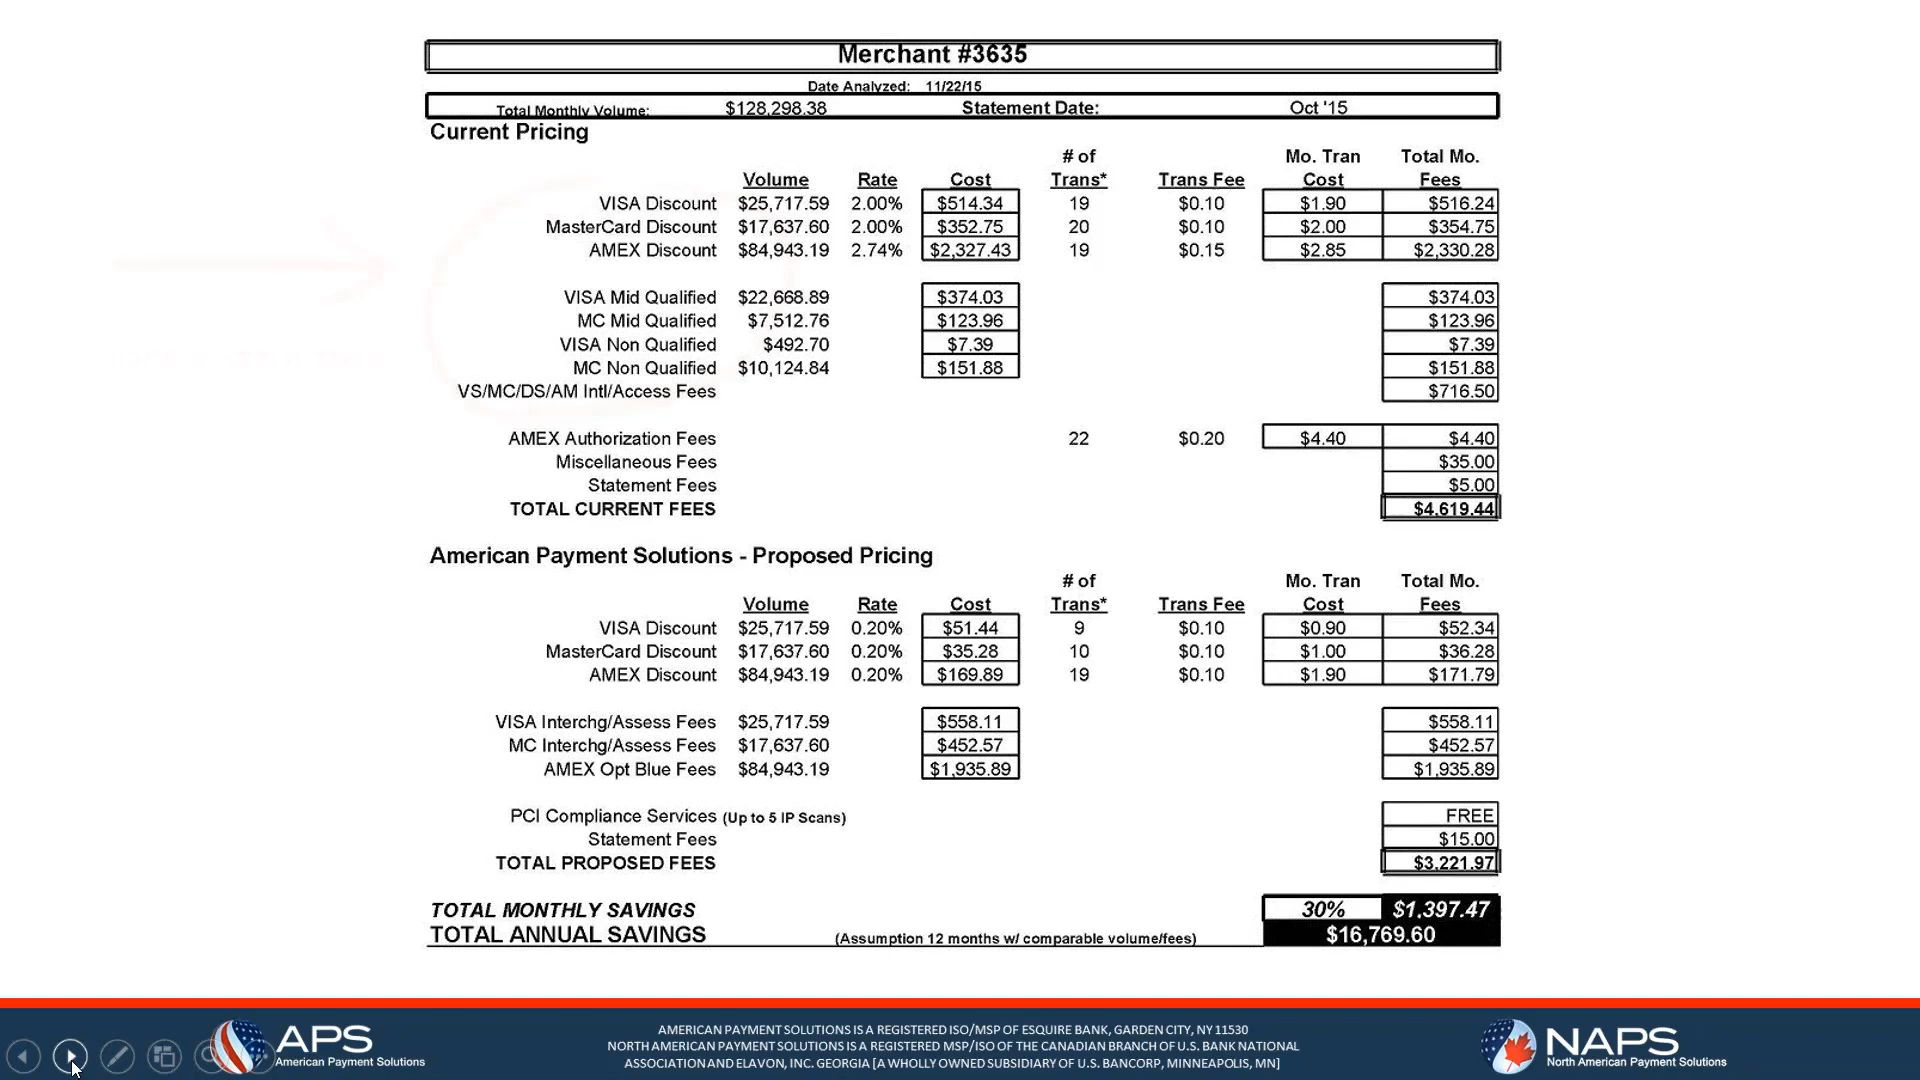 Merchant #3635
Date Analyzed: 11/22/15
Total Monthly Volume: $128,298.38 Statement Date: Oct '15
Current Pricing
# of Mo. Tran Total Mo.
Volume Rate Cost Trans* Trans Fee Cost Fees
VISA Discount $25,717.59 2.00% $514.34 19 $0.10 $1.90 $516.24
MasterCard Discount $17,637.60 2.00% $352.75 20 $0.10 $2.00 $354.75
AMEX Discount $84,943.19 2.74% $2,327.43 19 $0.15 $2.85 $2,330.28
VISA Mid Qualified $22,668.89 $374.03 $374.03
MC Mid Qualified $7,512.76 $123.96 $123.96
VISA Non Qualified $492.70 $7.39 $7.39
MC Non Qualified $10,124.84 $151.88 $151.88
VS/MC/DS/AM Intl/Access Fees $716.50
AMEX Authorization Fees 22 $0.20 $4.40 $4.40
Miscellaneous Fees $35.00
Statement Fees $5.00
TOTAL CURRENT FEES $4,619.44
American Payment Solutions - Proposed Pricing
# of Mo. Tran Total Mo.
Volume Rate Cost Trans* Trans Fee Cost Fees
VISA Discount $25,717.59 0.20% $51.44 9 $0.10 $0.90 $52.34
MasterCard Discount $17,637.60 0.20% $35.28 10 $0.10 $1.00 $36.28
AMEX Discount $84,943.19 0.20% $169.89 19 $0.10 $1.90 $171.79
VISA Interchg/Assess Fees $25,717.59 $558.11 $558.11
MC Interchg/Assess Fees $17,637.60 $452.57 $452.57
AMEX Opt Blue Fees $84,943.19 $1,935.89 $1,935.89
PCI Compliance Services (Up to 5 IP Scans) FREE
Statement Fees $15.00
TOTAL PROPOSED FEES $3,221.97
TOTAL MONTHLY SAVINGS 30% $1,397.47
TOTAL ANNUAL SAVINGS (Assumption 12 months w/ comparable volume/fees) $16,769.60
APS
American Payment Solutions
AMERICAN PAYMENT SOLUTIONS IS A REGISTERED ISO/MSP OF ESQUIRE BANK, GARDEN CITY, NY 11530
NORTH AMERICAN PAYMENT SOLUTIONS IS A REGISTERED MSP/ISO OF THE CANADIAN BRANCH OF U.S. BANK NATIONAL
ASSOCIATION AND ELAVON, INC. GEORGIA [A WHOLLY OWNED SUBSIDIARY OF U.S. BANCORP, MINNEAPOLIS, MN]
NAPS
North American Payment Solutions